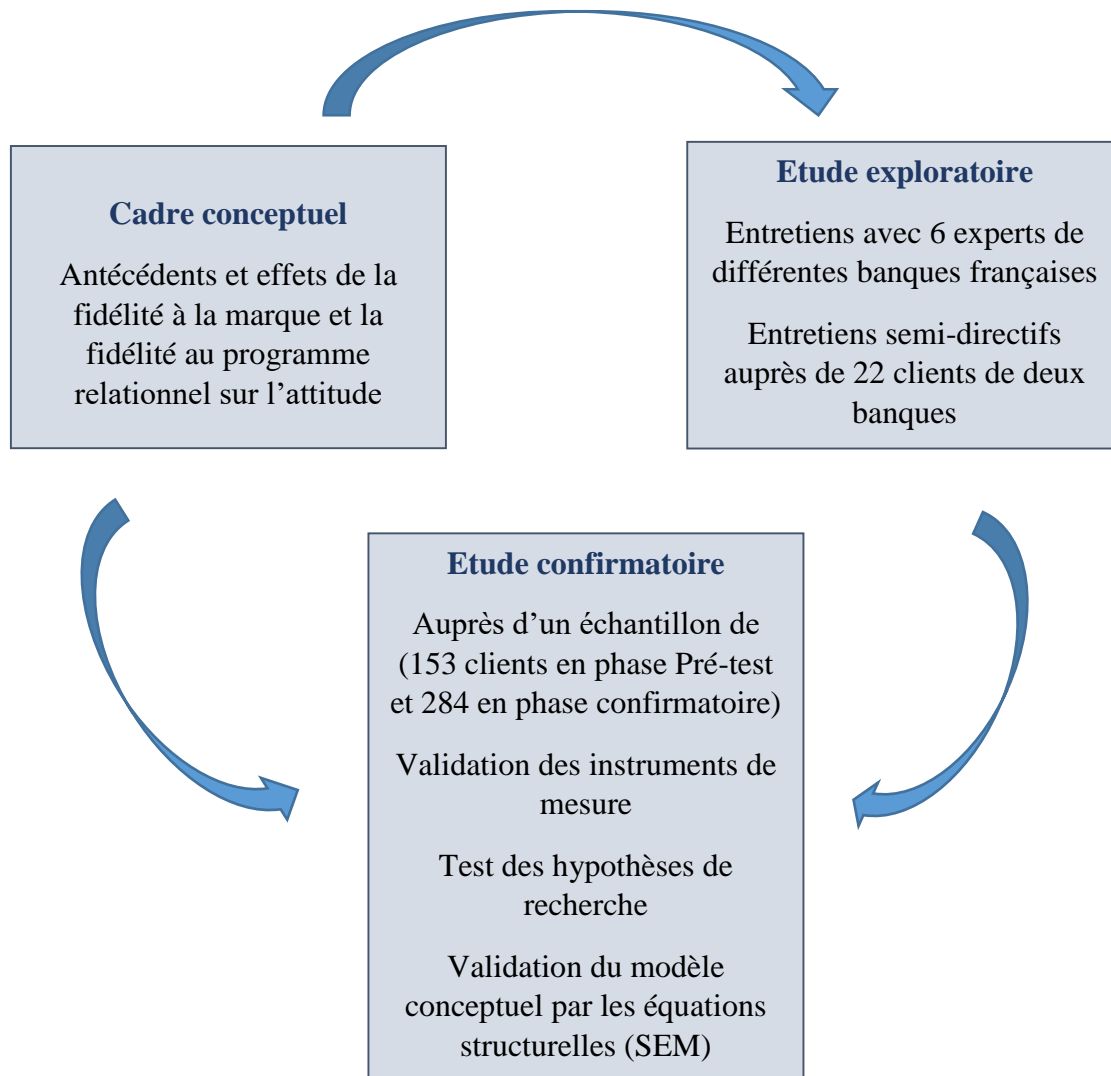 Cadre conceptuel
Antécédents et effets de la
fidélité à la marque et la
fidélité au programme
relationnel sur l’attitude
Etude exploratoire
Entretiens avec 6 experts de
différentes banques françaises
Entretiens semi-directifs
auprès de 22 clients de deux
banques
Etude confirmatoire
Auprès d’un échantillon de
(153 clients en phase Pré-test
et 284 en phase confirmatoire)
Validation des instruments de
mesure
Test des hypothèses de
recherche
Validation du modèle
conceptuel par les équations
structurelles (SEM)